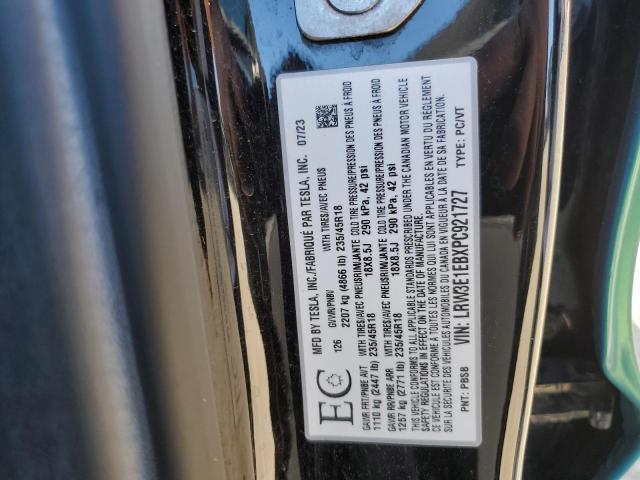 MFD BY TESLA, INC./FABRIQUÉ PAR TESLA, INC. 07/23
EC
126
GVWR/PNBV WITH TIRES/AVEC PNEUS
2207 kg (4866 lb) 235/45R18
GAWR FRT/PNBE AVT WITH TIRES/AVEC PNEUS RIM/JANTE COLD TIRE PRESSURE/PRESSION DES PNEUS À FROID
1110 kg (2447 lb) 235/45R18 18X8.5J 290 kPa, 42 psi
GAWR RR/PNBE ARR WITH TIRES/AVEC PNEUS RIM/JANTE COLD TIRE PRESSURE/PRESSION DES PNEUS À FROID
1257 kg (2771 lb) 235/45R18 18X8.5J 290 kPa, 42 psi
THIS VEHICLE CONFORMS TO ALL APPLICABLE STANDARDS PRESCRIBED UNDER THE CANADIAN MOTOR VEHICLE
SAFETY REGULATIONS IN EFFECT ON THE DATE OF MANUFACTURE.
CE VÉHICULE EST CONFORME À TOUTES LES NORMES QUI LUI SONT APPLICABLES EN VERTU DU RÈGLEMENT
SUR LA SÉCURITÉ DES VÉHICULES AUTOMOBILES DU CANADA EN VIGUEUR À LA DATE DE SA FABRICATION.
VIN: LRW3E1EBXPC921727
PNT: PBSB TYPE: PC/VT